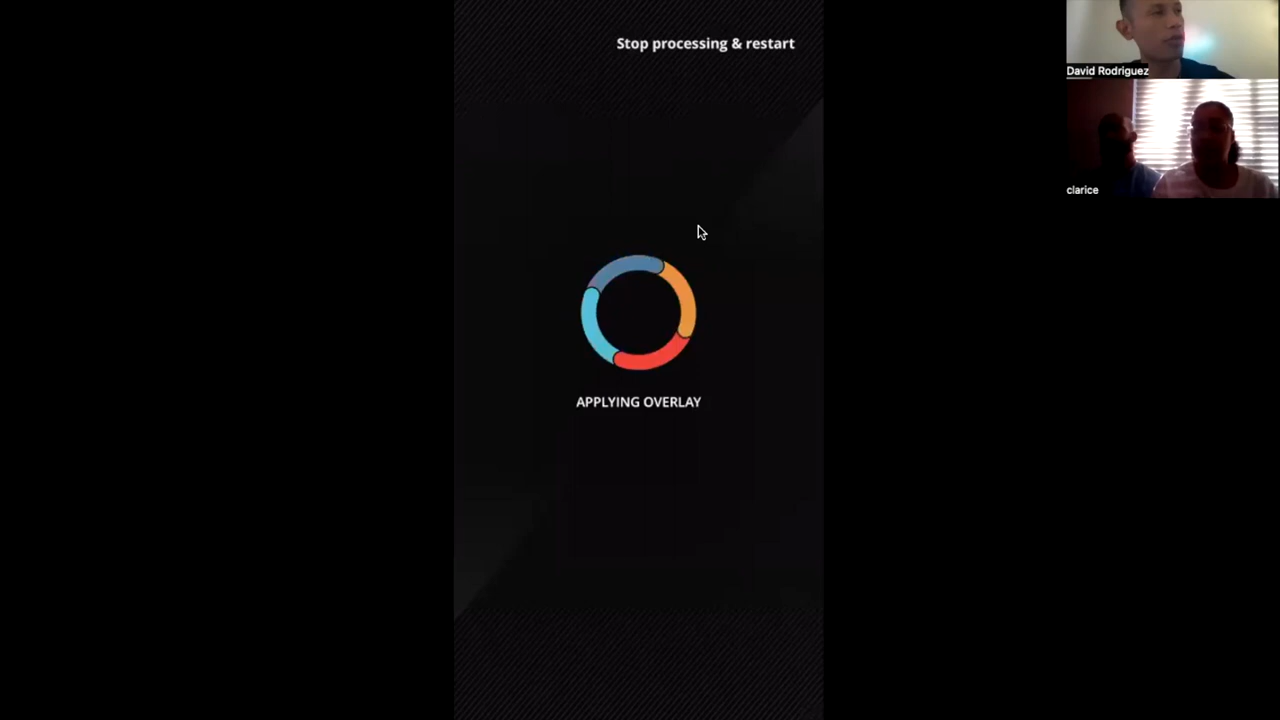 Stop processing & restart
David Rodriguez
clarice
APPLYING OVERLAY